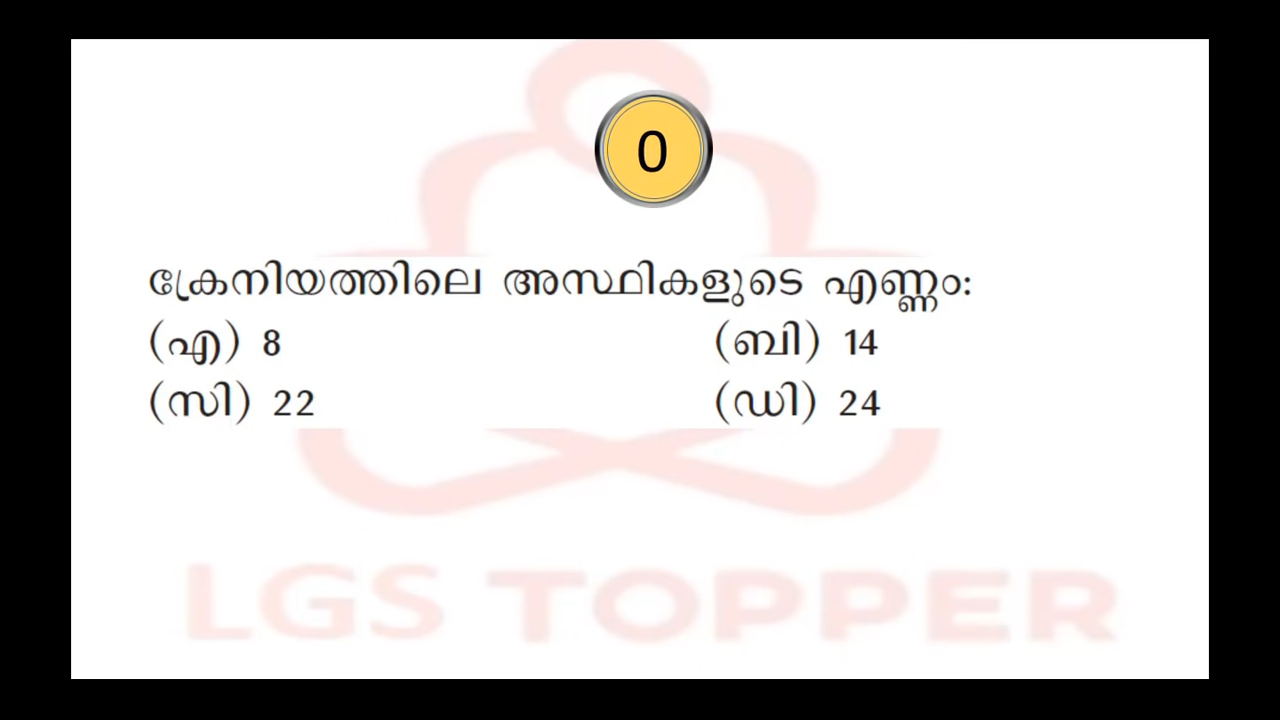 0
ക്രേനിയത്തിലെ അസ്ഥികളുടെ എണ്ണം:
(എ) 8 (ബി) 14
(സി) 22 (ഡി) 24
LGS TOPPER